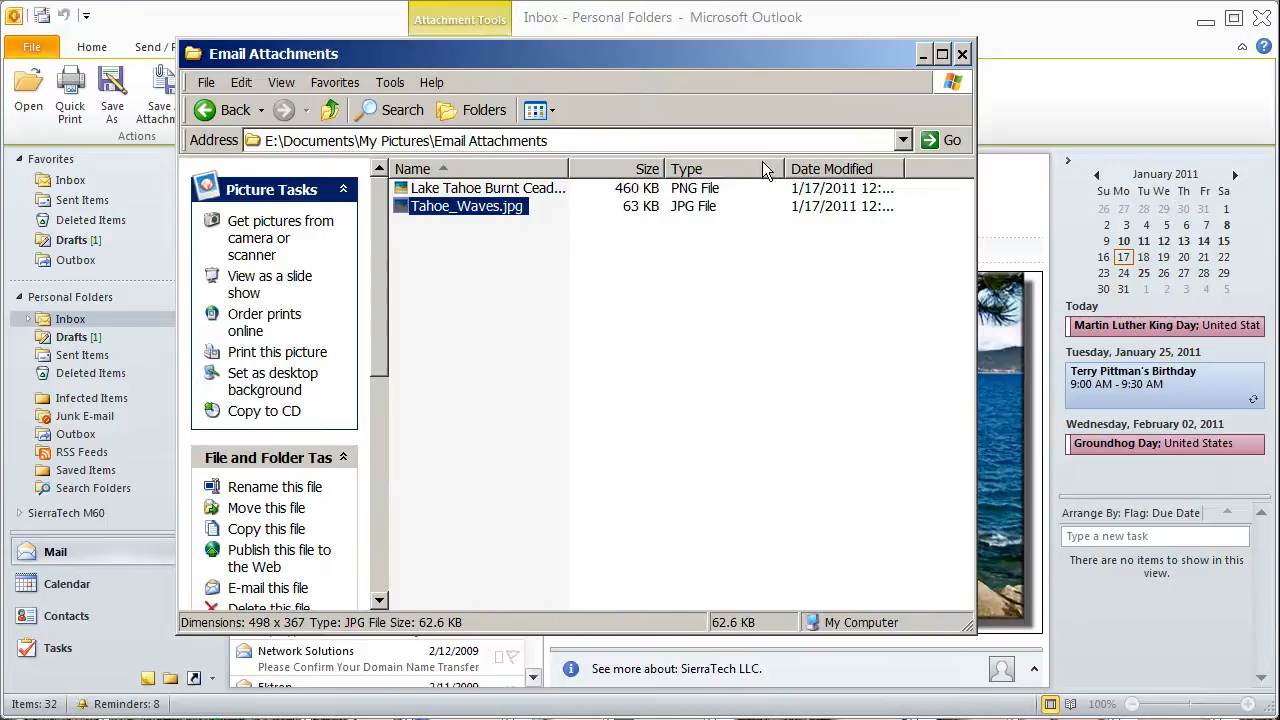 Attachment Tools
Inbox - Personal Folders - Microsoft Outlook
File
Home
Send /
Open
Quick
Print
Save
As
Save
Attachm
Actions
Email Attachments
File Edit View Favorites Tools Help
Back
Search
Folders
Address
E:\Documents\My Pictures\Email Attachments
Go
Name Size Type Date Modified
Lake Tahoe Burnt Cead... 460 KB PNG File 1/17/2011 12:...
Tahoe_Waves.jpg 63 KB JPG File 1/17/2011 12:...
Picture Tasks
Get pictures from
camera or
scanner
View as a slide
show
Order prints
online
Print this picture
Set as desktop
background
Copy to CD
File and Folder Tas
Rename this file
Move this file
Copy this file
Publish this file to
the Web
E-mail this file
Delete this file
Dimensions: 498 x 367 Type: JPG File Size: 62.6 KB
62.6 KB
My Computer
Favorites
Inbox
Sent Items
Deleted Items
Drafts [1]
Outbox
Personal Folders
Inbox
Drafts [1]
Sent Items
Deleted Items
Infected Items
Junk E-mail
Outbox
RSS Feeds
Saved Items
Search Folders
SierraTech M60
Mail
Calendar
Contacts
Tasks
Network Solutions 2/12/2009
Please Confirm Your Domain Name Transfer
Ektron 2/11/2009
See more about: SierraTech LLC.
January 2011
Su Mo Tu We Th Fr Sa
26 27 28 29 30 31 1
2 3 4 5 6 7 8
9 10 11 12 13 14 15
16 17 18 19 20 21 22
23 24 25 26 27 28 29
30 31 1 2 3 4 5
Today
Martin Luther King Day; United Stat
Tuesday, January 25, 2011
Terry Pittman's Birthday
9:00 AM - 9:30 AM
Wednesday, February 02, 2011
Groundhog Day; United States
Arrange By: Flag: Due Date
Type a new task
There are no items to show in this
view.
Items: 32
Reminders: 8
100%